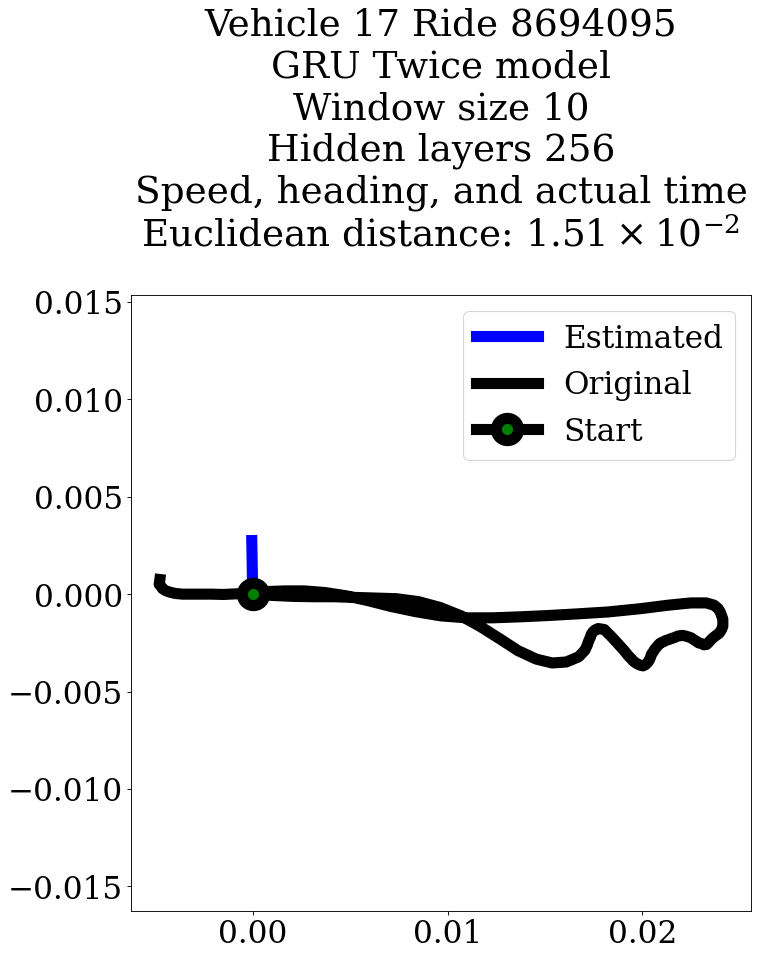 Vehicle 17 Ride 8694095
GRU Twice model
Window size 10
Hidden layers 256
Speed, heading, and actual time
Euclidean distance: 1.51 × 10⁻²
0.015
Estimated
0.010
Original
0.005
Start
0.000
−0.005
−0.010
−0.015
0.00 0.01 0.02